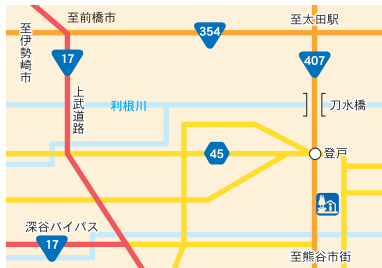 至前橋市
至太田駅
至伊勢崎市
354
17
407
上武道路
利根川
刀水橋
45
登戸
深谷バイパス
17
至熊谷市街